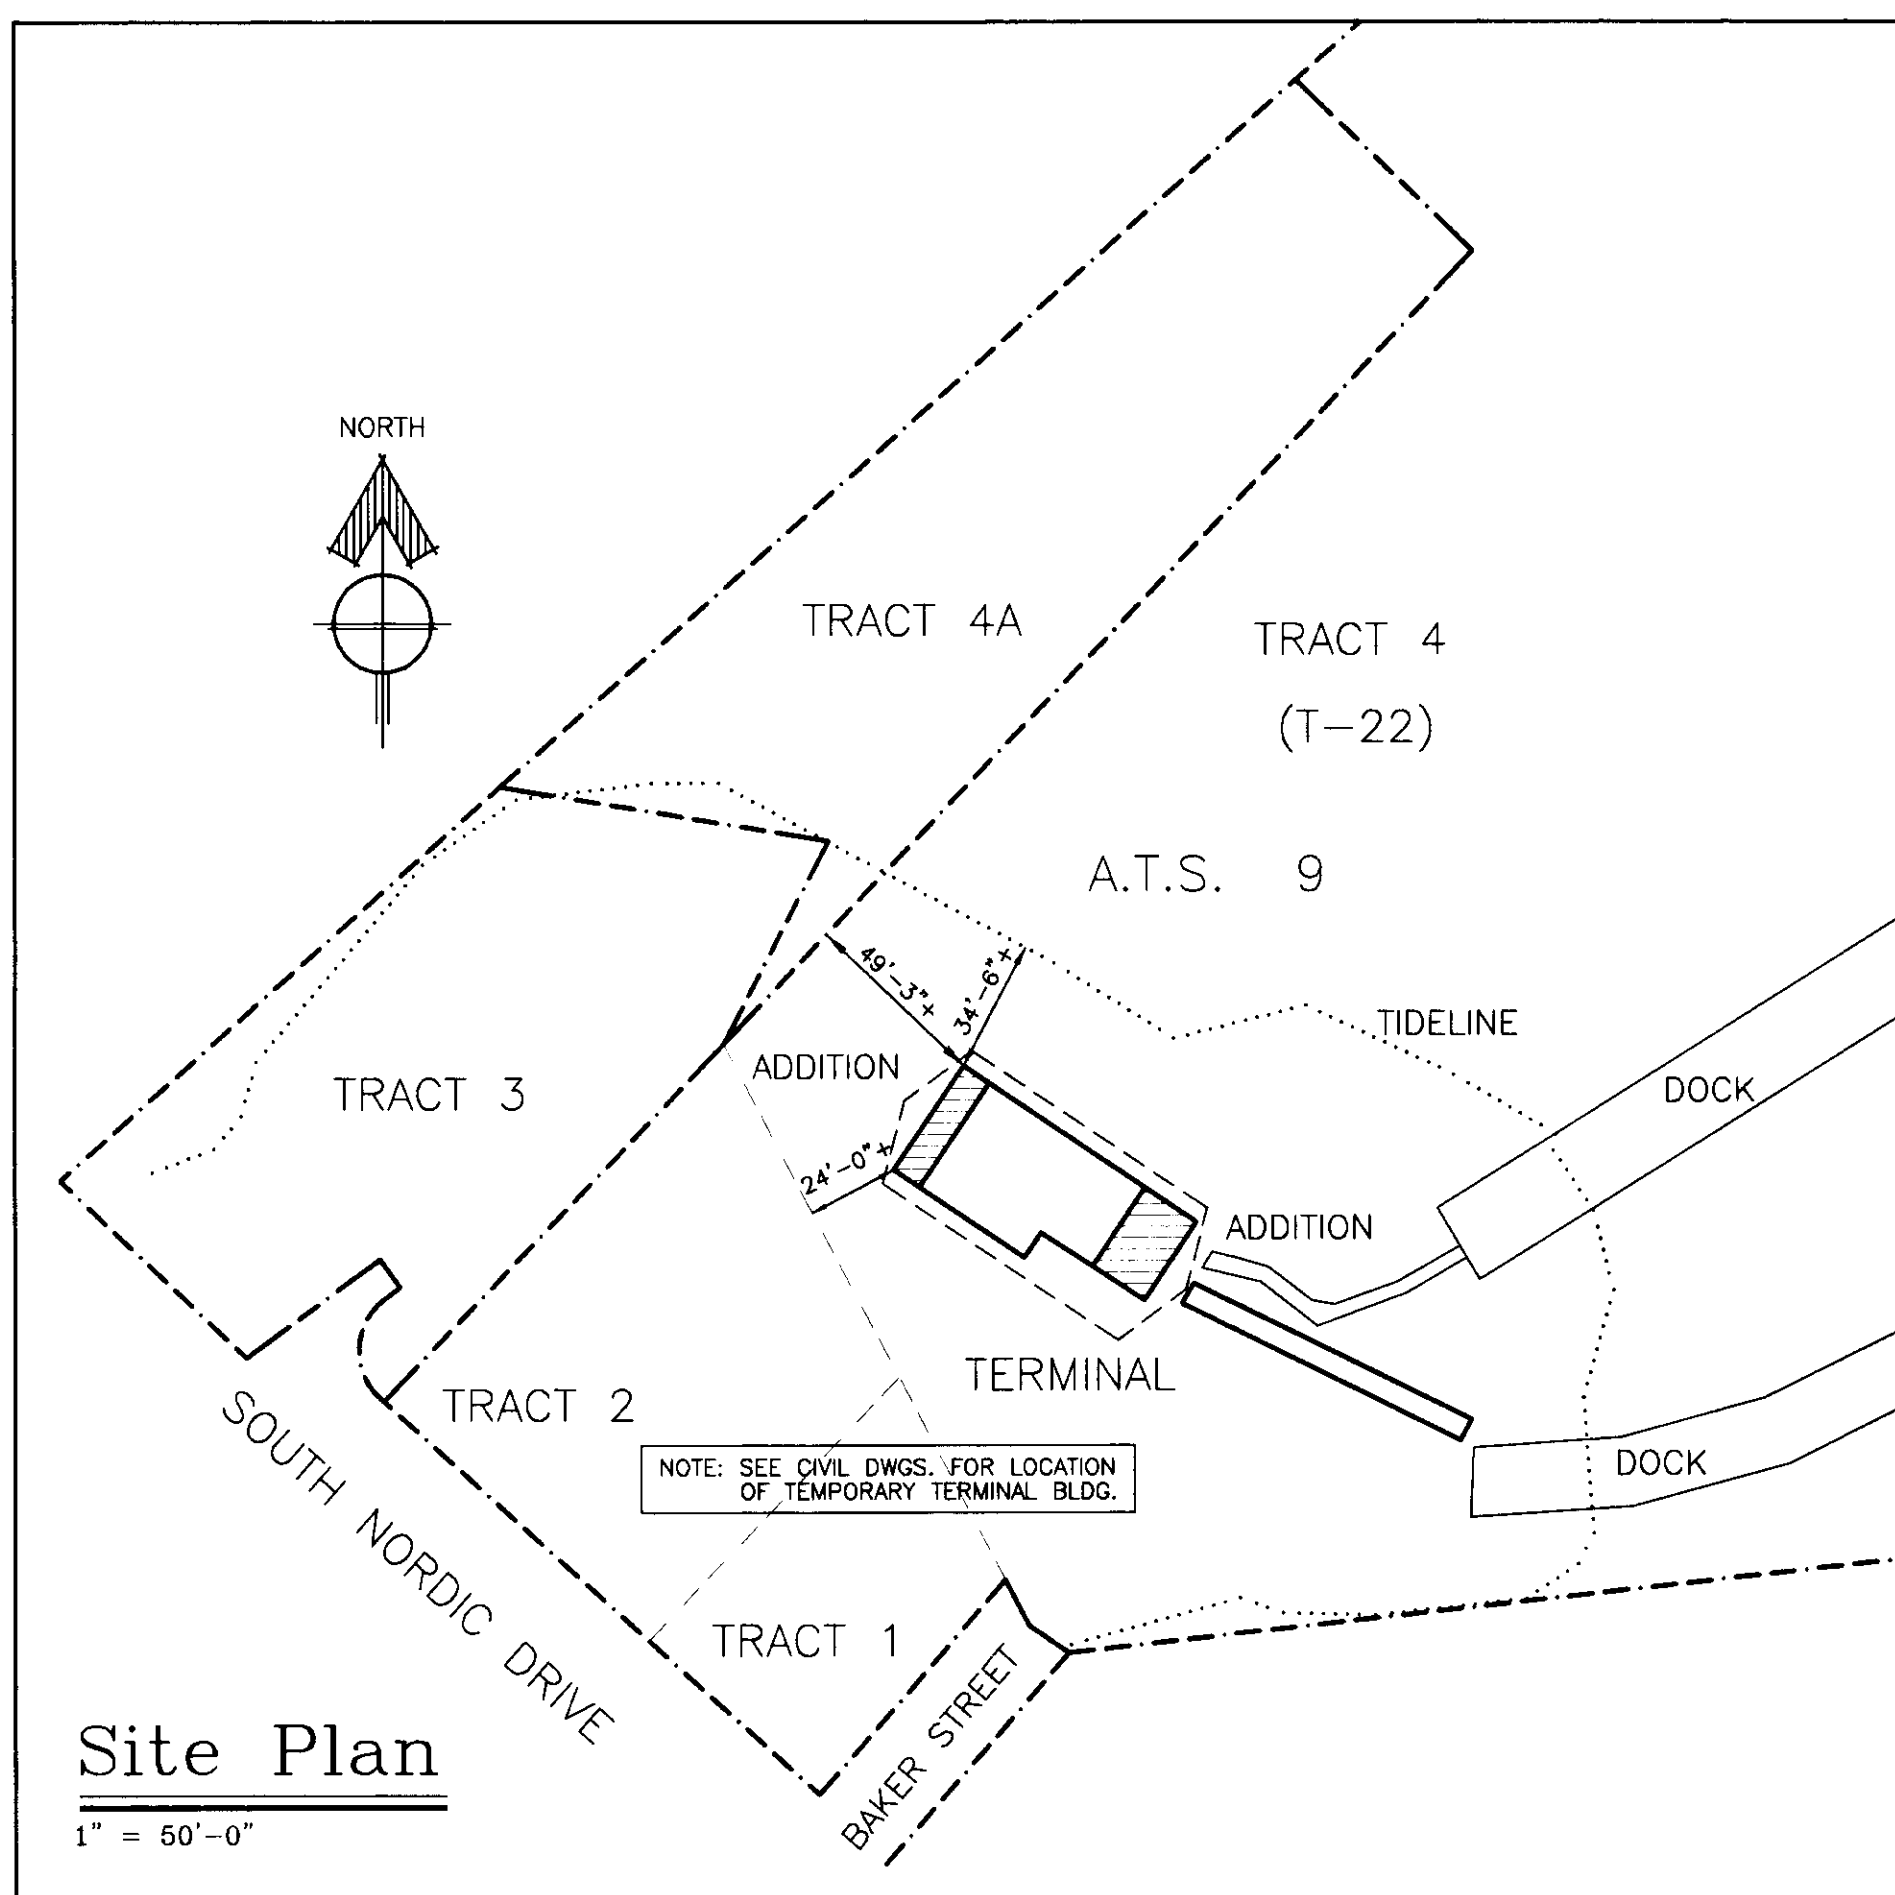 NORTH
TRACT 4A
TRACT 4
(T-22)
A.T.S. 9
49'-3"+
34'-6"+
TIDELINE
ADDITION
DOCK
TRACT 3
24'-0"+
ADDITION
TERMINAL
TRACT 2
DOCK
NOTE: SEE CIVIL DWGS. FOR LOCATION
OF TEMPORARY TERMINAL BLDG.
SOUTH NORDIC DRIVE
TRACT 1
BAKER STREET
Site Plan
1" = 50'-0"